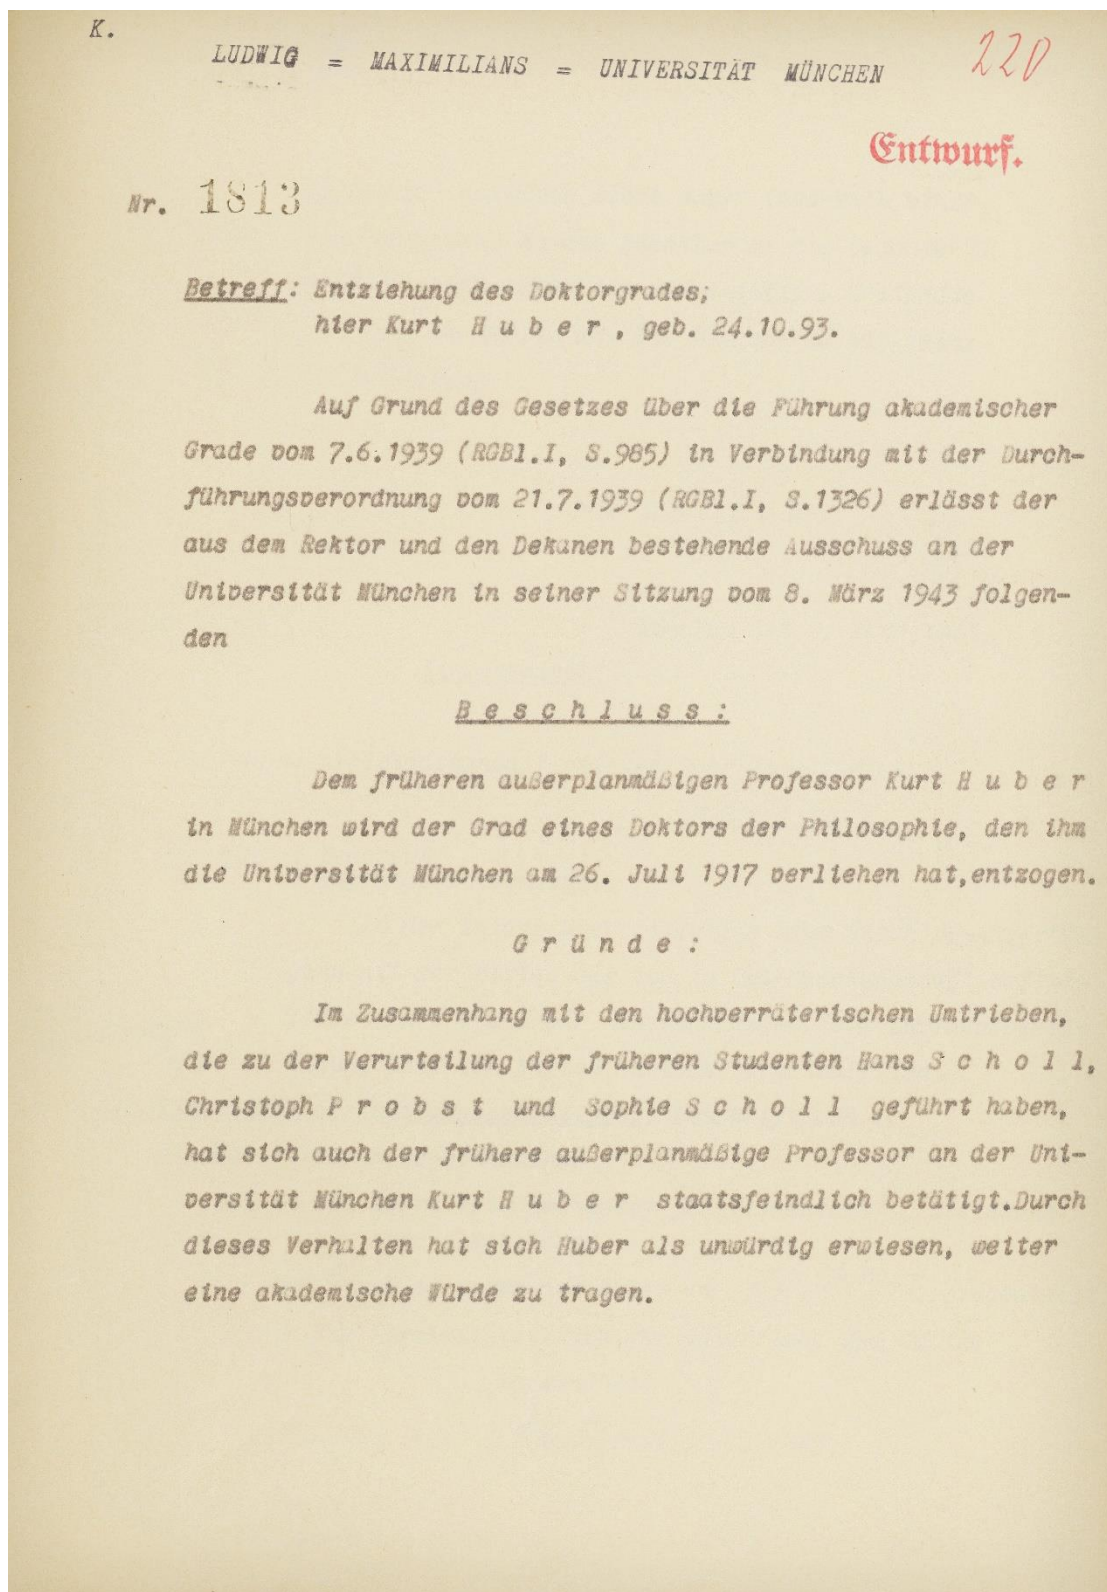 K.
LUDWIG = MAXIMILIANS = UNIVERSITÄT MÜNCHEN
220
Entwurf.
Nr. 1813
Betreff: Entziehung des Doktorgrades;
hier Kurt H u b e r , geb. 24.10.93.
Auf Grund des Gesetzes über die Führung akademischer
Grade vom 7.6.1939 (RGBl.I, S.985) in Verbindung mit der Durch-
führungsverordnung vom 21.7.1939 (RGBl.I, S.1326) erlässt der
aus dem Rektor und den Dekanen bestehende Ausschuss an der
Universität München in seiner Sitzung vom 8. März 1943 folgen-
den
B e s c h l u s s :
Dem früheren außerplanmäßigen Professor Kurt H u b e r
in München wird der Grad eines Doktors der Philosophie, den ihm
die Universität München am 26. Juli 1917 verliehen hat,entzogen.
G r ü n d e :
Im Zusammenhang mit den hochverräterischen Umtrieben,
die zu der Verurteilung der früheren Studenten Hans S c h o l l,
Christoph P r o b s t und Sophie S c h o l l geführt haben,
hat sich auch der frühere außerplanmäßige Professor an der Uni-
versität München Kurt H u b e r staatsfeindlich betätigt.Durch
dieses Verhalten hat sich Huber als unwürdig erwiesen, weiter
eine akademische Würde zu tragen.